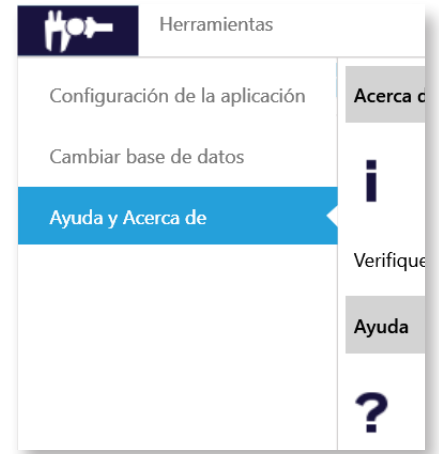 Herramientas
Configuración de la aplicación
Acerca d
Cambiar base de datos
i
Ayuda y Acerca de
Verifique
Ayuda
?